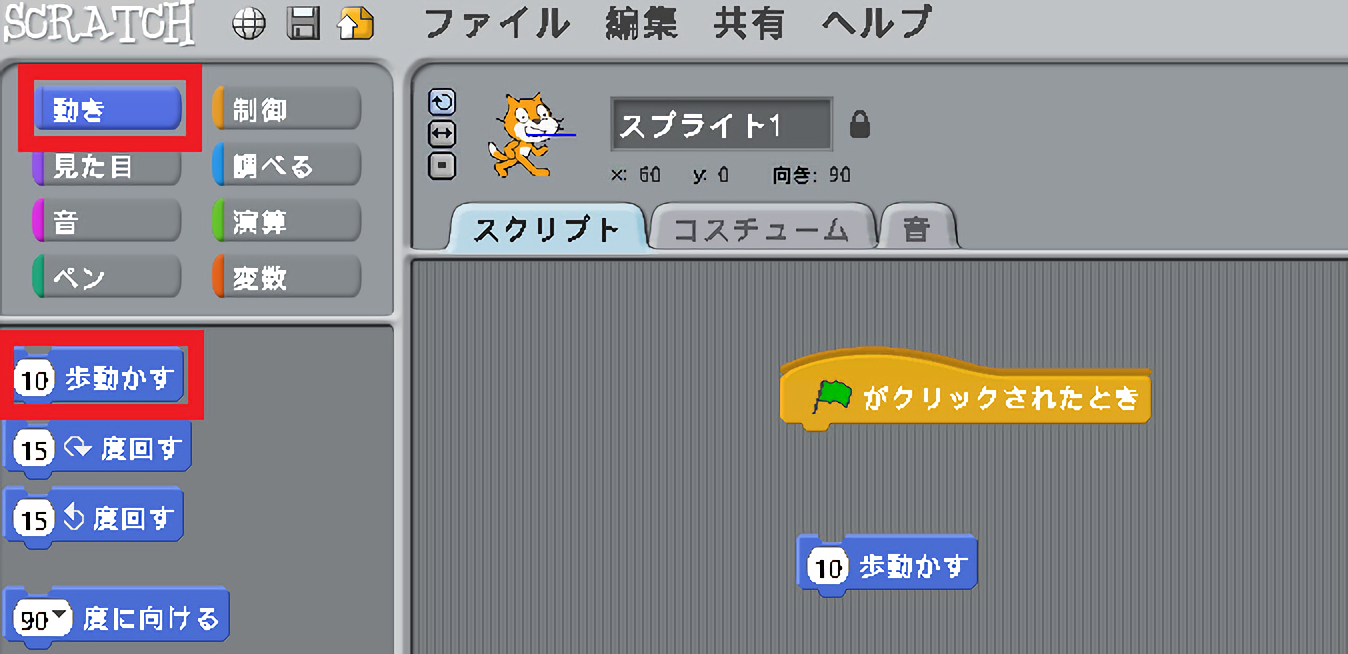 SCRATCH ファイル 編集 共有 ヘルプ
動き 制御
見た目 調べる
音 演算
ペン 変数
スプライト1
x: 60 y: 0 向き: 90
スクリプト コスチューム 音
10 歩動かす
15 度回す
15 度回す
90 度に向ける
がクリックされたとき
10 歩動かす